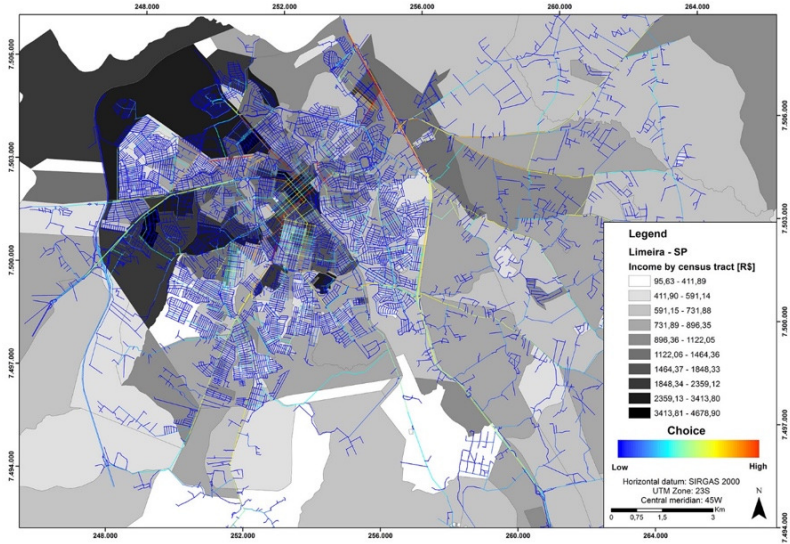 248.000 252.000 256.000 260.000 264.000
7.506.000
7.503.000
7.500.000
7.497.000
7.494.000
7.506.000
7.503.000
7.500.000
7.497.000
7.494.000
Legend
Limeira - SP
Income by census tract [R$]
95,63 - 411,89
411,90 - 591,14
591,15 - 731,88
731,89 - 896,35
896,36 - 1122,05
1122,06 - 1464,36
1464,37 - 1848,33
1848,34 - 2359,12
2359,13 - 3413,80
3413,81 - 4678,90
Choice
Low High
Horizontal datum: SIRGAS 2000
UTM Zone: 23S
Central meridian: 45W
N
Km
0 0,75 1,5 3
248.000 252.000 256.000 260.000 264.000